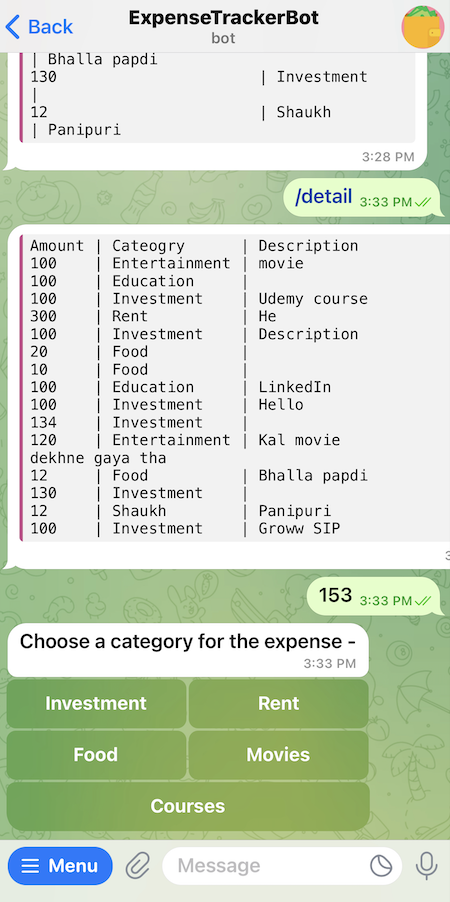 Back
ExpenseTrackerBot
bot
| Bhalla papdi
130 | Investment
|
12 | Shaukh
| Panipuri
3:28 PM
/detail 3:33 PM
Amount | Cateogry | Description
100 | Entertainment | movie
100 | Education |
100 | Investment | Udemy course
300 | Rent | He
100 | Investment | Description
20 | Food |
10 | Food |
100 | Education | LinkedIn
100 | Investment | Hello
134 | Investment |
120 | Entertainment | Kal movie
dekhne gaya tha
12 | Food | Bhalla papdi
130 | Investment |
12 | Shaukh | Panipuri
100 | Investment | Groww SIP
153 3:33 PM
Choose a category for the expense -
3:33 PM
Investment Rent
Food Movies
Courses
Menu Message